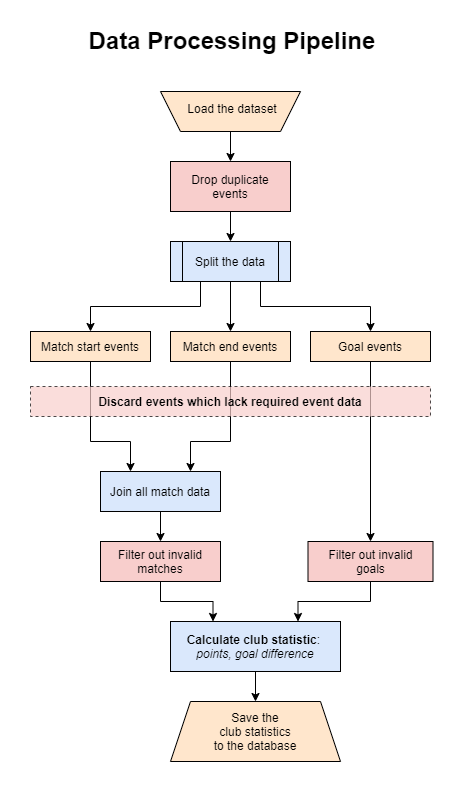 Data Processing Pipeline
Load the dataset
Drop duplicate
events
Split the data
Match start events
Match end events
Goal events
Discard events which lack required event data
Join all match data
Filter out invalid
matches
Filter out invalid
goals
Calculate club statistic:
points, goal difference
Save the
club statistics
to the database